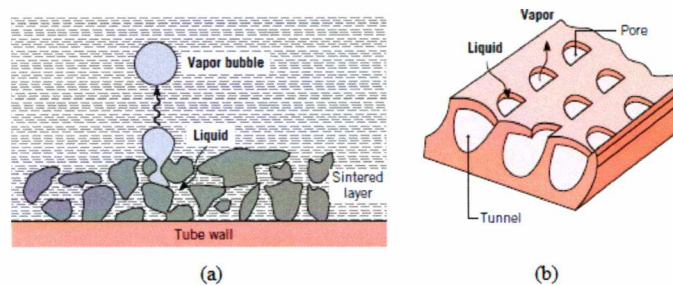 Vapor bubble
Liquid
Sintered
layer
Tube wall
(a)
Vapor
Liquid
Pore
Tunnel
(b)